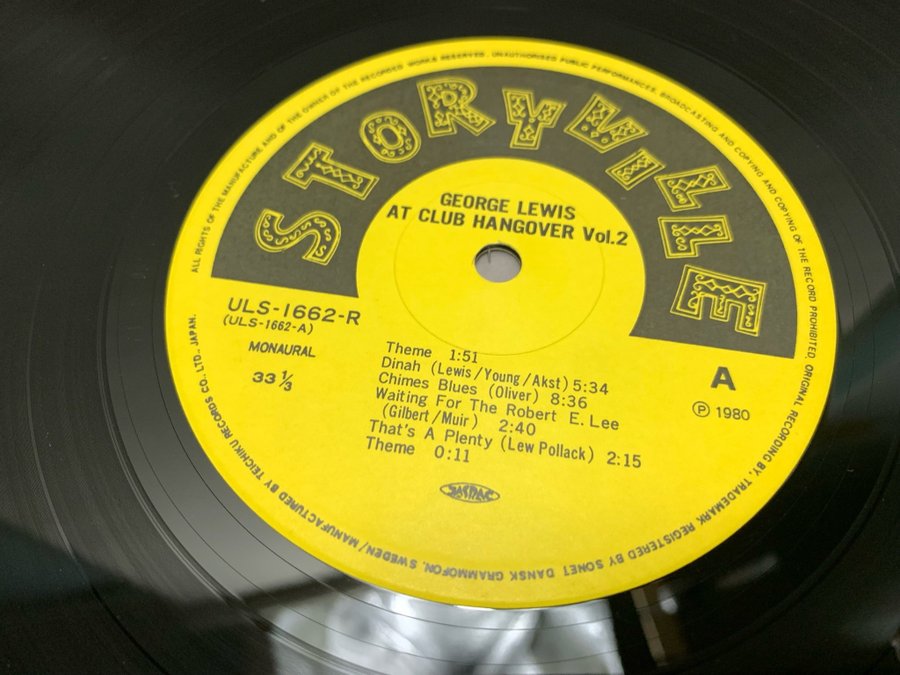 ALL RIGHTS OF THE MANUFACTURE AND OF THE OWNER OF THE RECORDED WORKS RESERVED. UNAUTHORISED PUBLIC PERFORMANCES, BROADCASTING AND COPYING OF THE RECORD PROHIBITED. ORIGINAL RECORDING BY, TRADEMARK REGISTERED BY SONET DANSK GRAMMOFON, SWEDEN/MANUFACTURED BY TEICHIKU RECORDS CO., LTD., JAPAN.
STORYVILLE
GEORGE LEWIS
AT CLUB HANGOVER Vol.2
ULS-1662-R
(ULS-1662-A)
MONAURAL
33 1/3
A
Ⓟ 1980
Theme 1:51
Dinah (Lewis/Young/Akst) 5:34
Chimes Blues (Oliver) 8:36
Waiting For The Robert E. Lee
(Gilbert/Muir) 2:40
That's A Plenty (Lew Pollack) 2:15
Theme 0:11
JASRAC